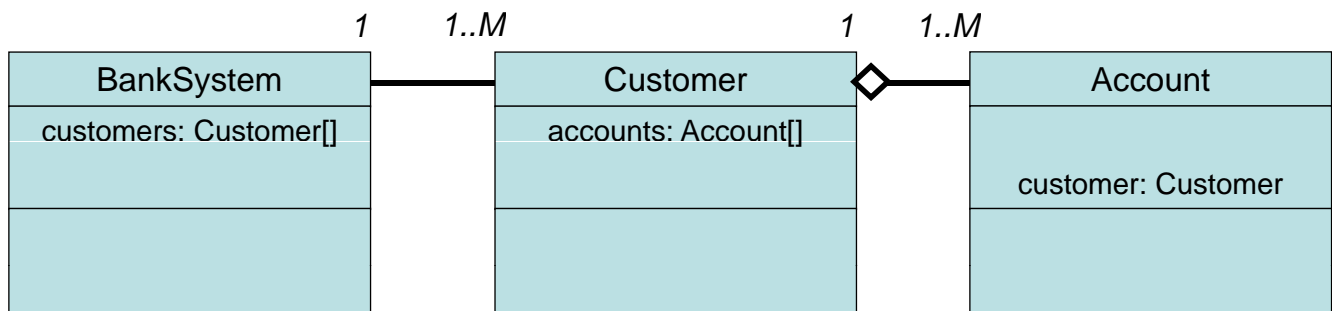 1 1..M 1 1..M
BankSystem Customer Account
customers: Customer[] accounts: Account[]
customer: Customer